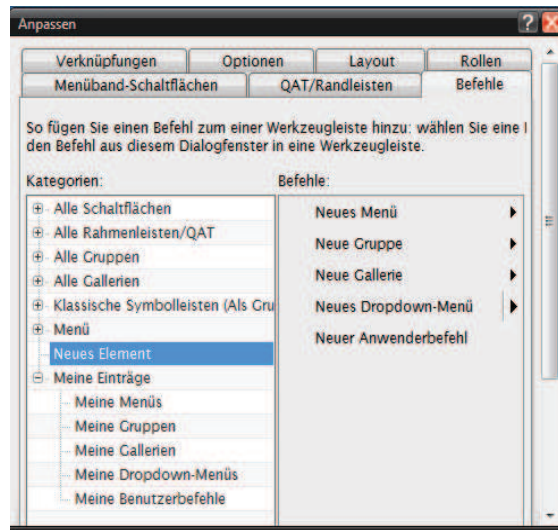 Anpassen
Verknüpfungen Optionen Layout Rollen
Menüband-Schaltflächen QAT/Randleisten Befehle
So fügen Sie einen Befehl zum einer Werkzeugleiste hinzu: wählen Sie eine
den Befehl aus diesem Dialogfenster in eine Werkzeugleiste.
Kategorien: Befehle:
Alle Schaltflächen
Alle Rahmenleisten/QAT
Alle Gruppen
Alle Gallerien
Klassische Symbolleisten (Als Gru
Menü
Neues Element
Meine Einträge
Meine Menüs
Meine Gruppen
Meine Gallerien
Meine Dropdown-Menüs
Meine Benutzerbefehle
Neues Menü
Neue Gruppe
Neue Gallerie
Neues Dropdown-Menü
Neuer Anwenderbefehl